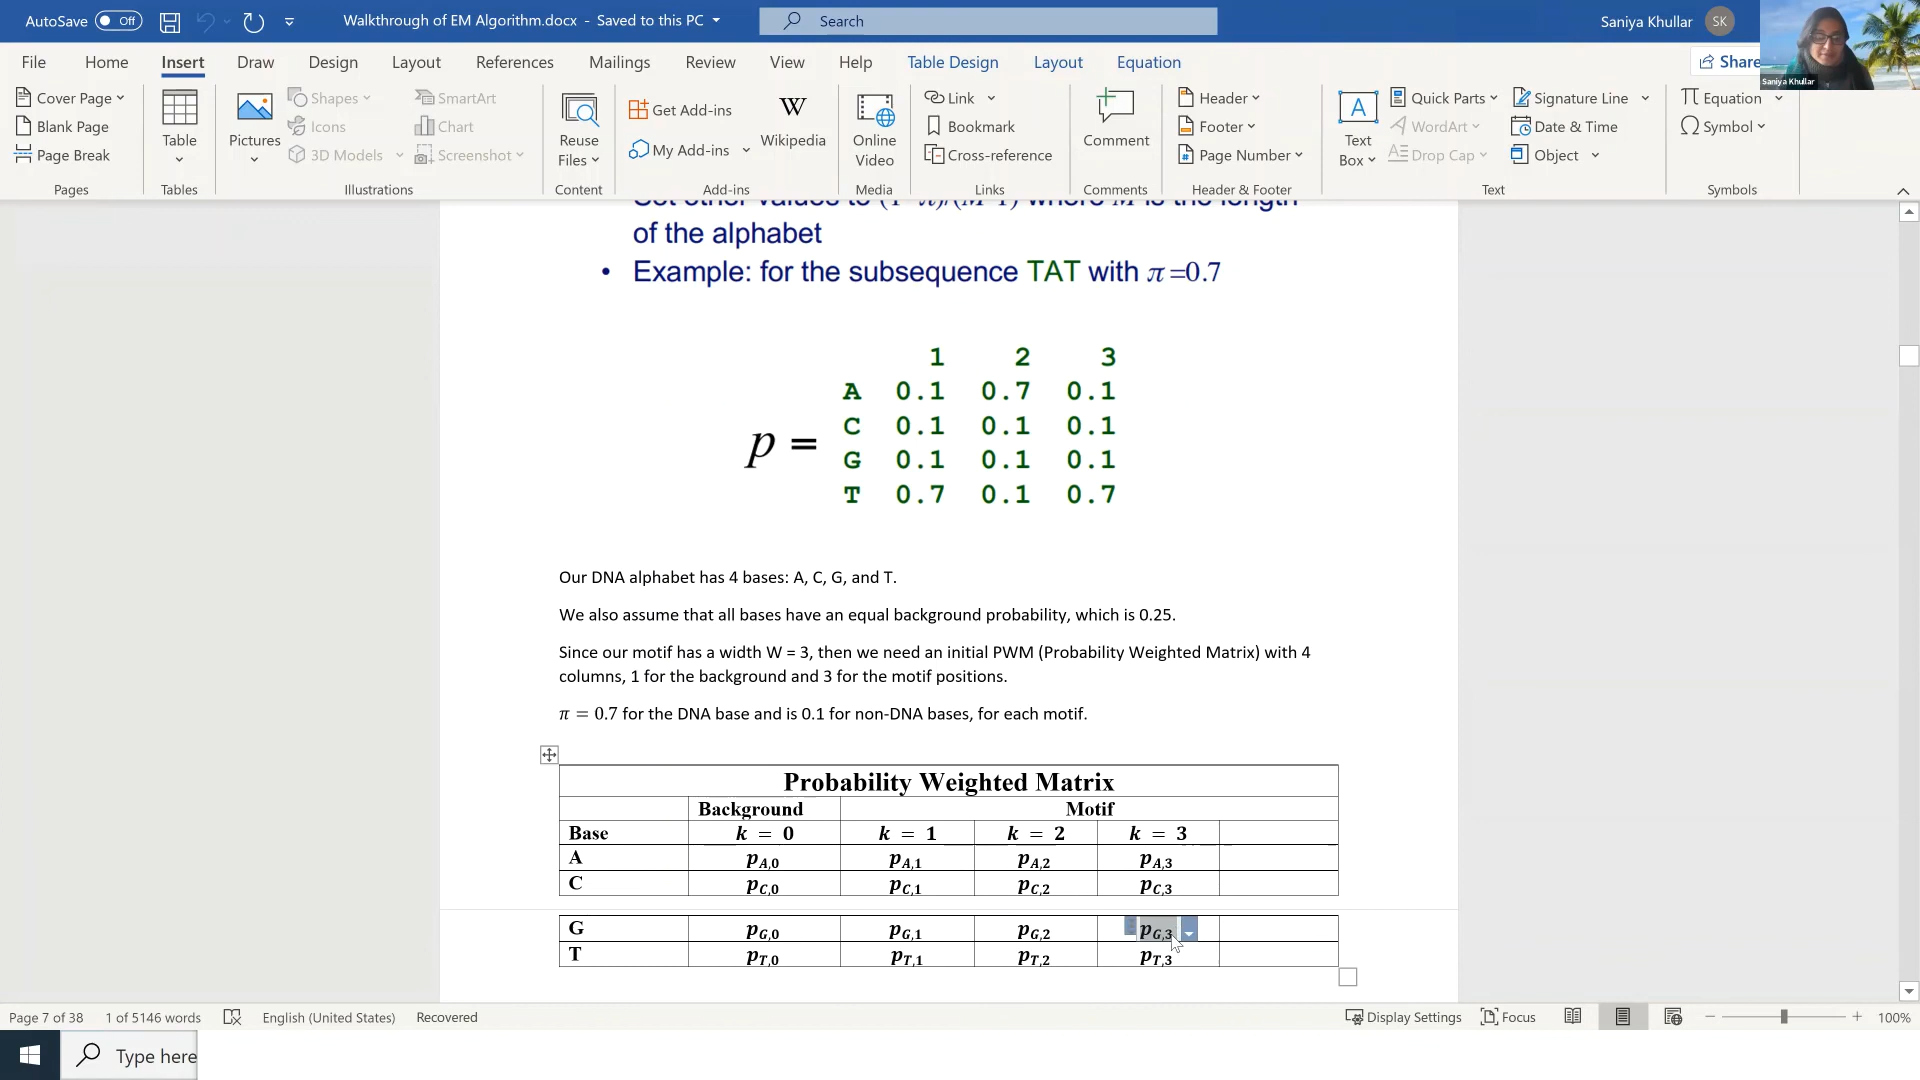 AutoSave Off Walkthrough of EM Algorithm.docx - Saved to this PC Search Saniya Khullar SK
File Home Insert Draw Design Layout References Mailings Review View Help Table Design Layout Equation Share
Saniya Khullar
Cover Page
Blank Page
Page Break
Pages
Table
Tables
Pictures
Shapes
Icons
3D Models
SmartArt
Chart
Screenshot
Illustrations
Reuse
Files
Content
Get Add-ins
My Add-ins
W
Wikipedia
Add-ins
Online
Video
Media
Link
Bookmark
Cross-reference
Links
Comment
Comments
Header
Footer
Page Number
Header & Footer
A
Text
Box
Quick Parts
WordArt
Drop Cap
Signature Line
Date & Time
Object
Text
Equation
Symbol
Symbols
Set other values to (1-π)/(M-1) where M is the length
of the alphabet
• Example: for the subsequence TAT with π=0.7
1 2 3
A 0.1 0.7 0.1
C 0.1 0.1 0.1
p =
G 0.1 0.1 0.1
T 0.7 0.1 0.7
Our DNA alphabet has 4 bases: A, C, G, and T.
We also assume that all bases have an equal background probability, which is 0.25.
Since our motif has a width W = 3, then we need an initial PWM (Probability Weighted Matrix) with 4
columns, 1 for the background and 3 for the motif positions.
π = 0.7 for the DNA base and is 0.1 for non-DNA bases, for each motif.
Probability Weighted Matrix
Background Motif
Base k = 0 k = 1 k = 2 k = 3
A pA,0 pA,1 pA,2 pA,3
C pC,0 pC,1 pC,2 pC,3
G pG,0 pG,1 pG,2 pG,3
T pT,0 pT,1 pT,2 pT,3
Page 7 of 38 1 of 5146 words English (United States) Recovered Display Settings Focus 100%
Type here